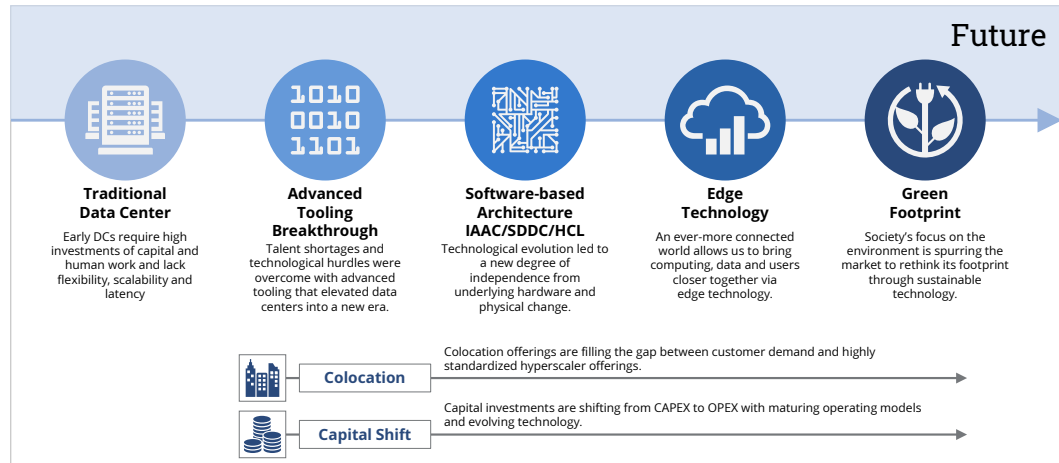 Future
1010
0010
1101
Traditional
Data Center
Early DCs require high
investments of capital and
human work and lack
flexibility, scalability and
latency
Advanced
Tooling
Breakthrough
Talent shortages and
technological hurdles were
overcome with advanced
tooling that elevated data
centers into a new era.
Software-based
Architecture
IAAC/SDDC/HCL
Technological evolution led to
a new degree of
independence from
underlying hardware and
physical change.
Edge
Technology
An ever-more connected
world allows us to bring
computing, data and users
closer together via
edge technology.
Green
Footprint
Society’s focus on the
environment is spurring the
market to rethink its footprint
through sustainable
technology.
Colocation
Colocation offerings are filling the gap between customer demand and highly
standardized hyperscaler offerings.
Capital Shift
Capital investments are shifting from CAPEX to OPEX with maturing operating models
and evolving technology.